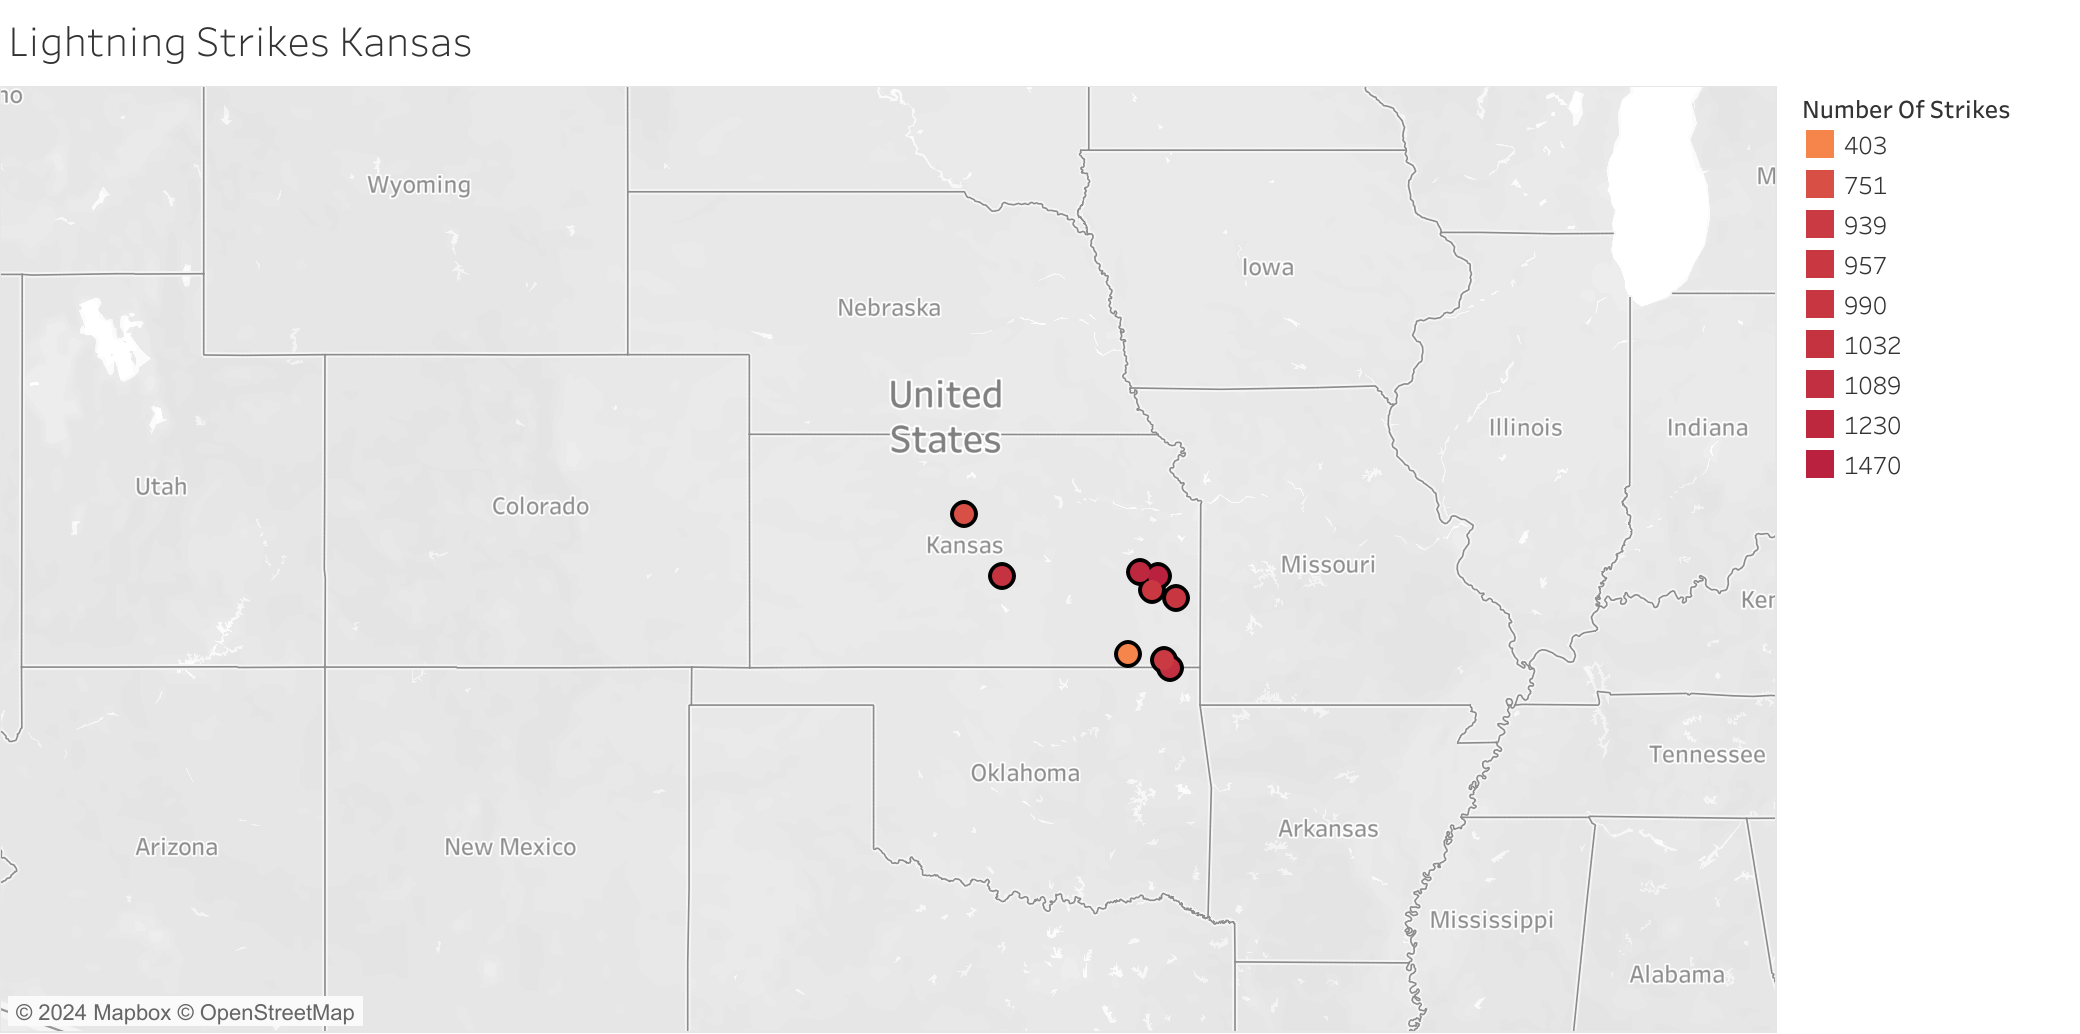 Lightning Strikes Kansas
Number Of Strikes
403
751
939
957
990
1032
1089
1230
1470
Wyoming
Iowa
Nebraska
United
States
Illinois
Indiana
Utah
Colorado
Kansas
Missouri
Oklahoma
Tennessee
Arizona
New Mexico
Arkansas
Mississippi
Alabama
© 2024 Mapbox © OpenStreetMap